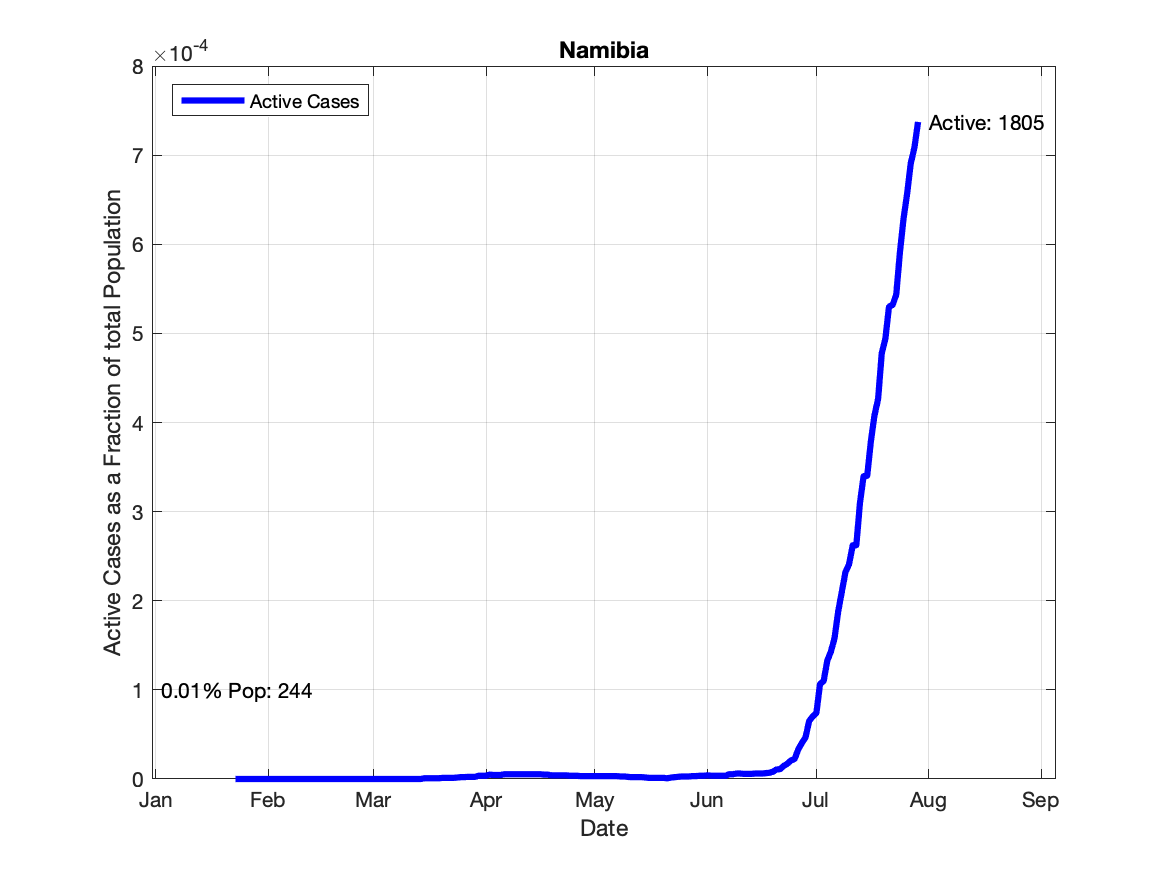 Namibia
×10-4
Active Cases
Active: 1805
0.01% Pop: 244
Active Cases as a Fraction of total Population
8
7
6
5
4
3
2
1
0
Jan Feb Mar Apr May Jun Jul Aug Sep
Date